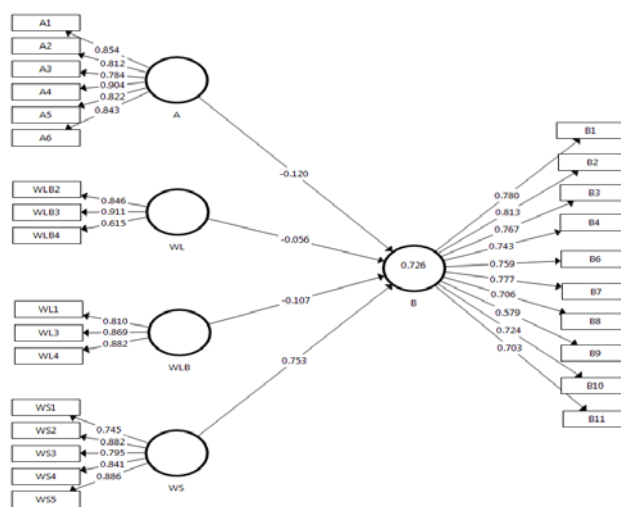 A1
A2
A3
A4
A5
A6
0.854
0.812
0.784
0.904
0.822
0.843
A
WLB2
WLB3
WLB4
0.846
0.911
0.615
WL
WL1
WL3
WL4
0.810
0.869
0.882
WLB
WS1
WS2
WS3
WS4
WS5
0.745
0.882
0.795
0.841
0.886
WS
-0.120
-0.056
-0.107
0.753
0.726
B
0.780
0.813
0.767
0.743
0.759
0.777
0.706
0.579
0.724
0.703
B1
B2
B3
B4
B6
B7
B8
B9
B10
B11